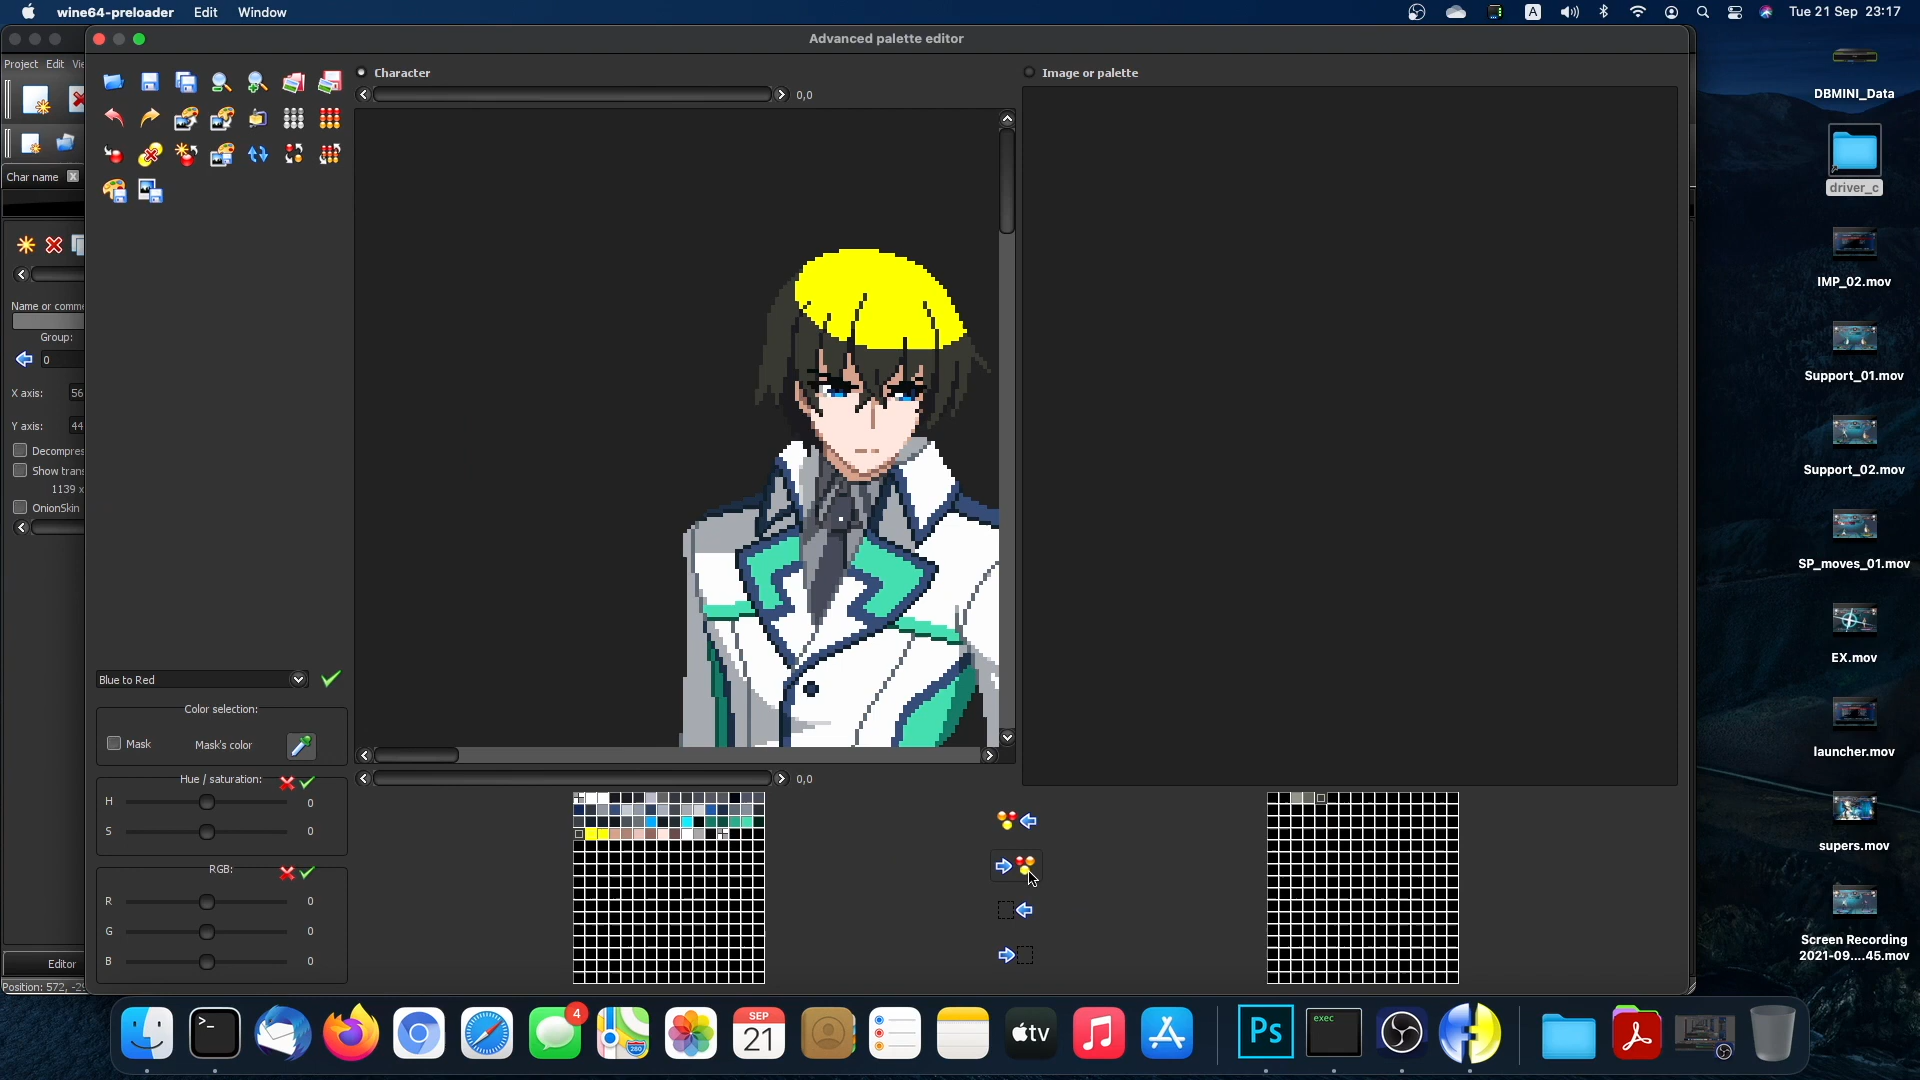 wine64-preloader Edit Window
A
Tue 21 Sep 23:17
Advanced palette editor
Project Edit Vie
Character
0,0
Image or palette
Char name
Name or comme
Group:
0
X axis: 56
Y axis: 44
Decompres
Show trans
1139 x
OnionSkin
Editor
Position: 572, -29
Blue to Red
Color selection:
Mask Mask's color
Hue / saturation:
H 0
S 0
RGB:
R 0
G 0
B 0
0,0
DBMINI_Data
driver_c
IMP_02.mov
Support_01.mov
Support_02.mov
SP_moves_01.mov
EX.mov
launcher.mov
supers.mov
Screen Recording
2021-09....45.mov
>_
4
280
SEP
21
tv
Ps
exec